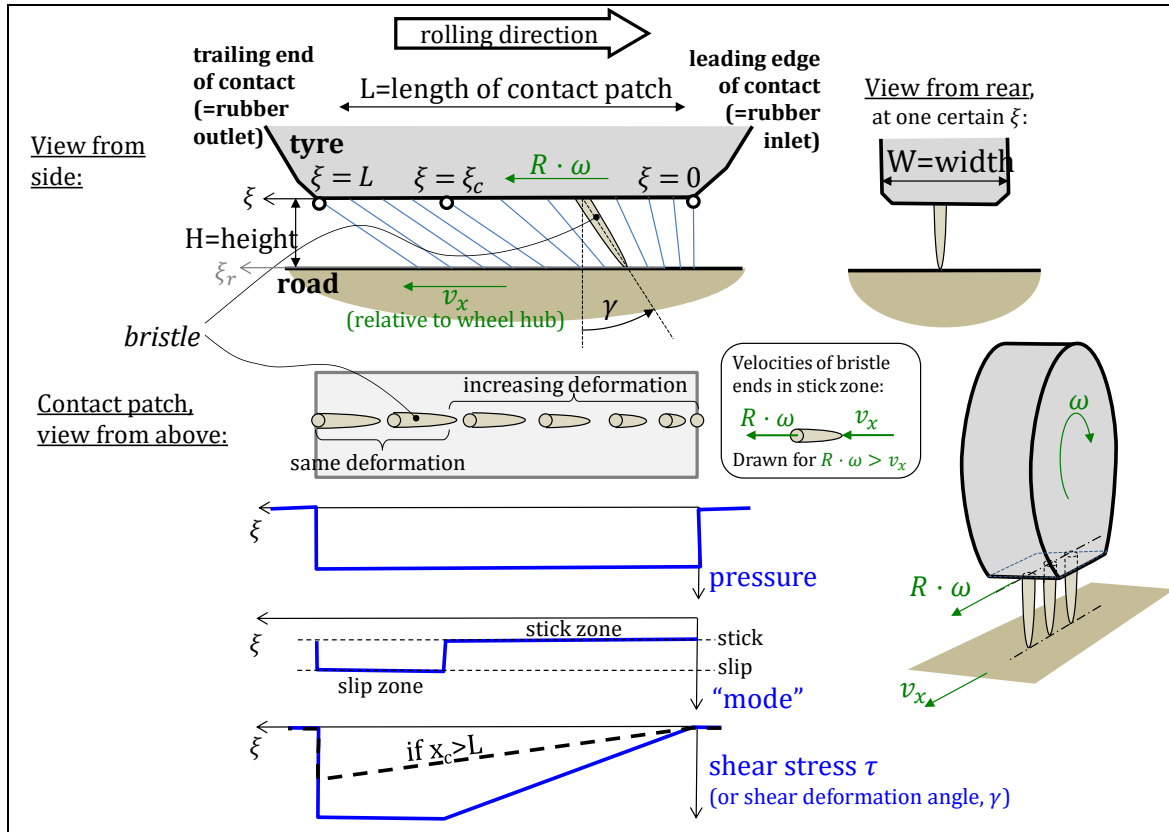 rolling direction
trailing end
of contact
(=rubber
outlet)
leading edge
of contact
(=rubber
inlet)
L=length of contact patch
View from rear,
at one certain ξ:
View from
side:
tyre
R · ω
W=width
ξ = L
ξ = ξc
ξ = 0
ξ
H=height
ξr
road
vx
(relative to wheel hub)
γ
bristle
Contact patch,
view from above:
increasing deformation
same deformation
Velocities of bristle
ends in stick zone:
R · ω
vx
Drawn for R · ω > vx
ω
R · ω
vx
ξ
pressure
ξ
stick zone
stick
slip
slip zone
“mode”
ξ
if xc>L
shear stress τ
(or shear deformation angle, γ)